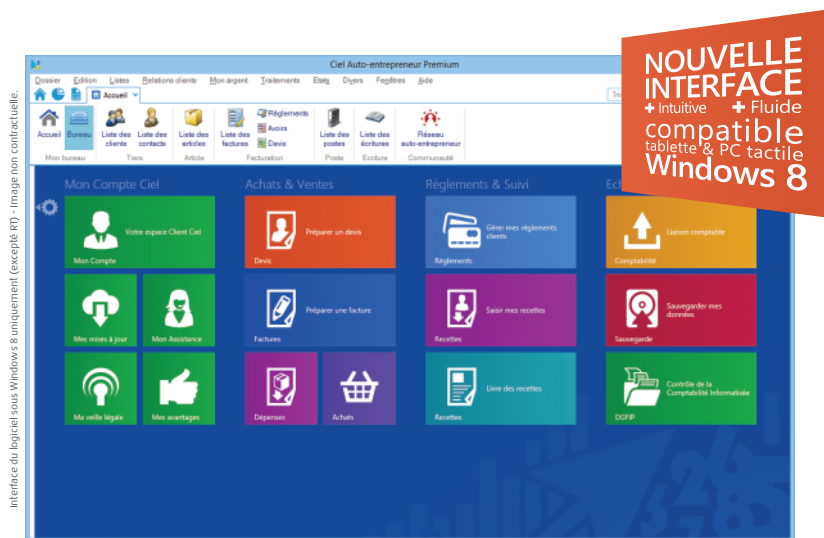 Ciel Auto-entrepreneur Premium
NOUVELLE
INTERFACE
+ Intuitive + Fluide
compatible
tablette & PC tactile
Windows 8
Dossier Edition Listes Relations clients Mon argent Traitements Etats Divers Fenêtres Aide
Accueil
Accueil
Bureau
Liste des
clients
Liste des
contacts
Liste des
articles
Liste des
factures
Règlements
Avoirs
Devis
Liste des
postes
Liste des
écritures
Réseau
auto-entrepreneur
Mon bureau Tiers Article Facturation Poste Ecriture Communauté
Mon Compte Ciel
Votre espace Client Ciel
Mon Compte
Mes mises à jour
Mon Assistance
Ma veille légale
Mes avantages
Achats & Ventes
Préparer un devis
Devis
Préparer une facture
Factures
Dépenses
Achats
Règlements & Suivi
Gérer mes règlements
clients
Règlements
Saisir mes recettes
Recettes
Livre des recettes
Recettes
Liaison comptable
Comptabilité
Sauvegarder mes
données
Sauvegarde
Contrôle de la
Comptabilité Informatisée
DGFIP
Interface du logiciel sous Windows 8 uniquement (excepté R1) - Image non contractuelle.